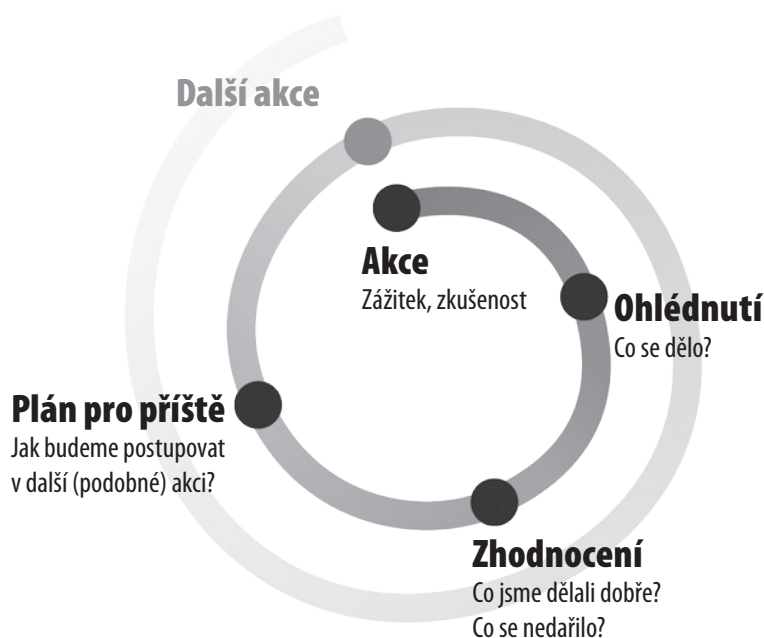 Další akce
Akce
Zážitek, zkušenost
Ohlédnutí
Co se dělo?
Zhodnocení
Co jsme dělali dobře?
Co se nedařilo?
Plán pro příště
Jak budeme postupovat
v další (podobné) akci?